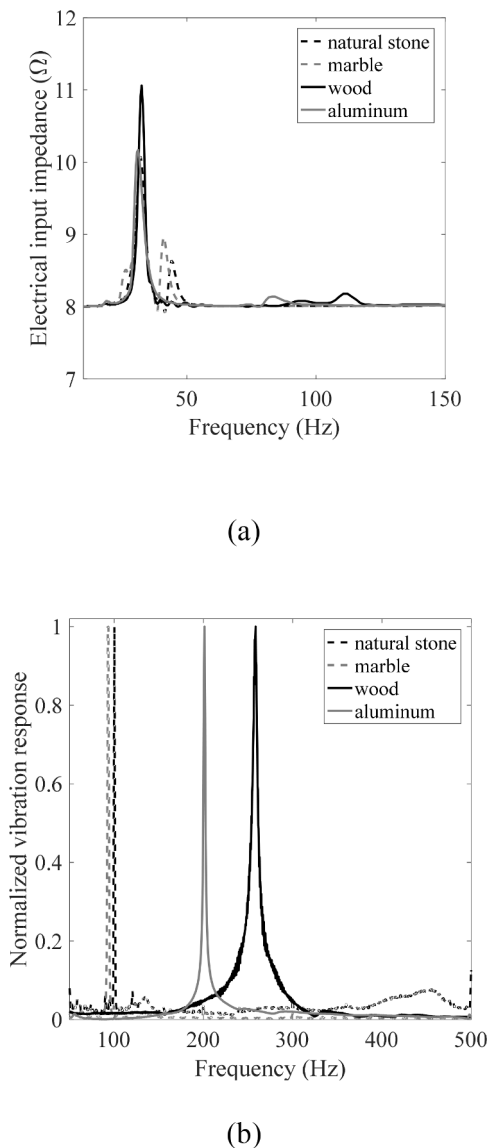 12
11
10
9
8
7
Electrical input impedance (Ω)
natural stone
marble
wood
aluminum
50
100
150
Frequency (Hz)
(a)
1
0.8
0.6
0.4
0.2
0
Normalized vibration response
natural stone
marble
wood
aluminum
100
200
300
400
500
Frequency (Hz)
(b)